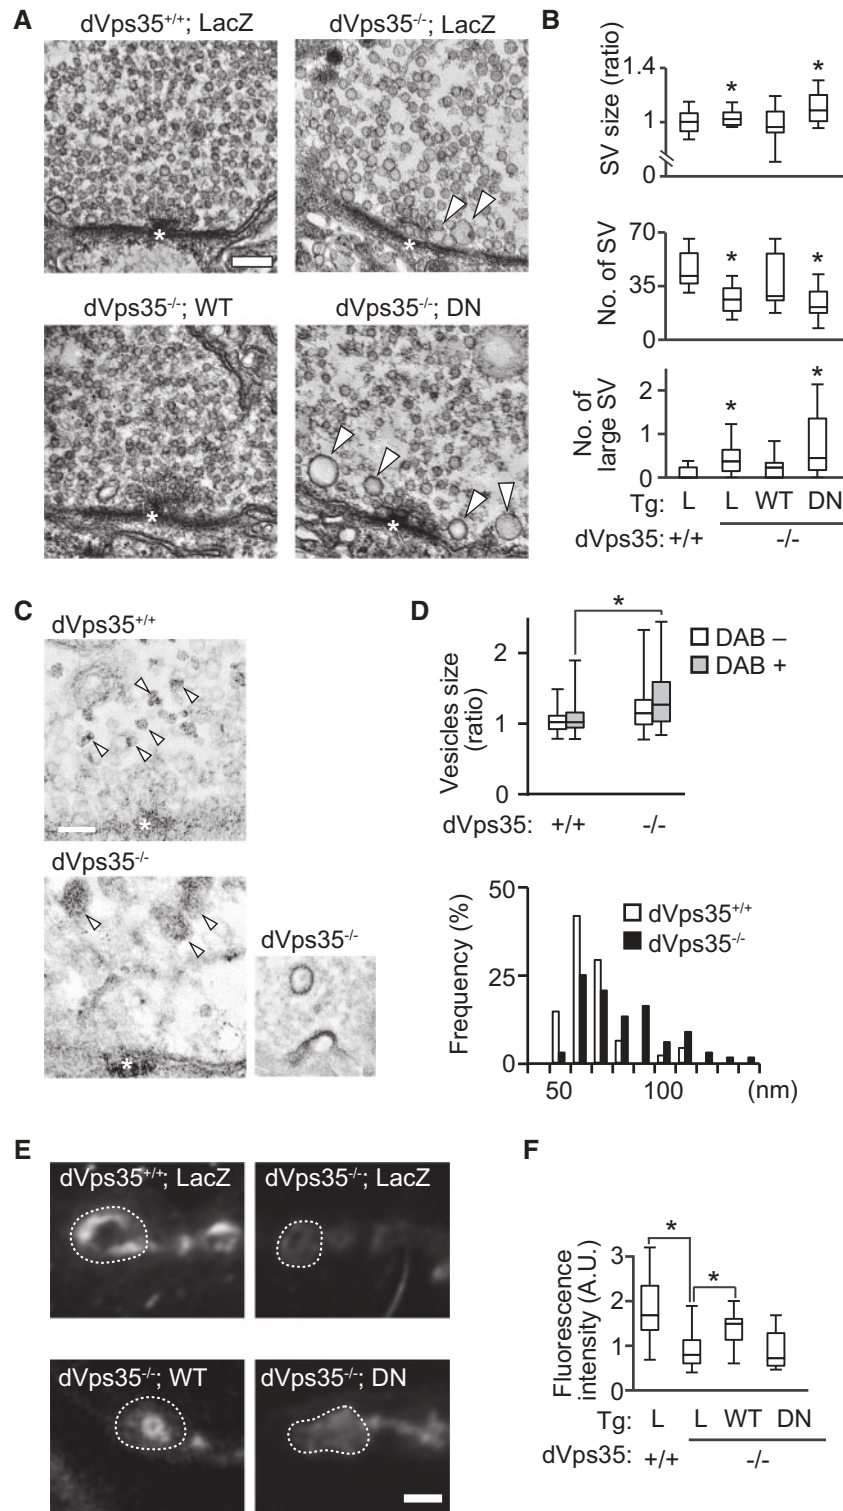 A
dVps35+/+; LacZ
dVps35-/-; LacZ
*
*
dVps35-/-; WT
dVps35-/-; DN
*
*
B
SV size (ratio)
1.4
1
0
*
*
No. of SV
70
35
0
*
*
No. of
large SV
2
1
0
*
*
Tg: L L WT DN
dVps35: +/+ -/-
C
dVps35+/+
*
dVps35-/-
*
dVps35-/-
D
Vesicles size
(ratio)
2
1
0
*
DAB –
DAB +
dVps35: +/+ -/-
Frequency (%)
50
25
0
dVps35+/+
dVps35-/-
50 100 (nm)
E
dVps35+/+; LacZ
dVps35-/-; LacZ
dVps35-/-; WT
dVps35-/-; DN
F
Fluorescence
intensity (A.U.)
3
2
1
0
*
*
Tg: L L WT DN
dVps35: +/+ -/-